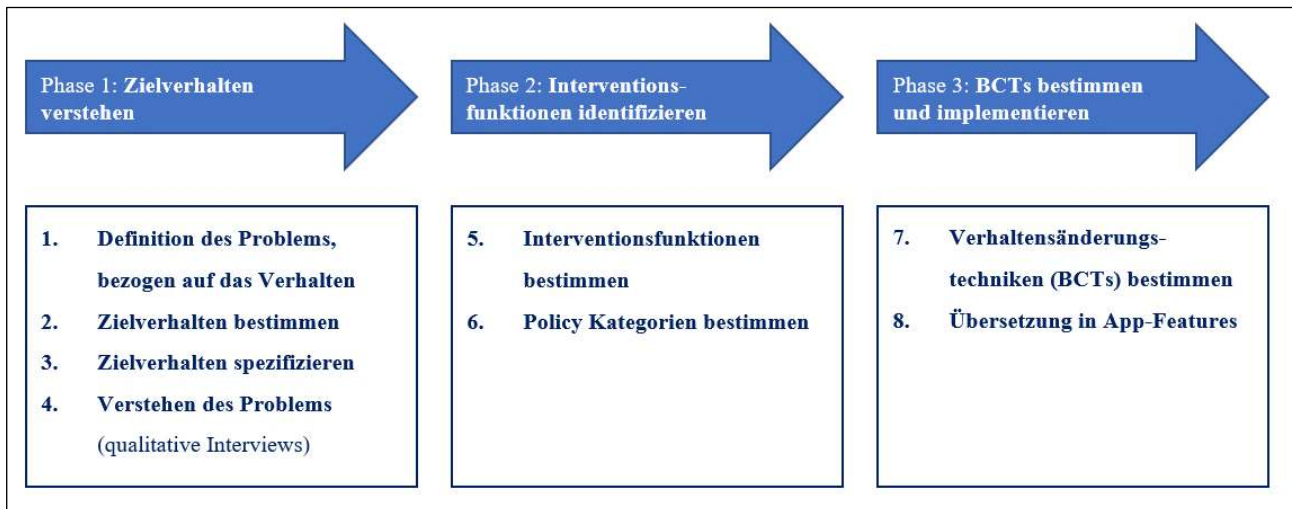 Phase 1: Zielverhalten
verstehen
Phase 2: Interventions-
funktionen identifizieren
Phase 3: BCTs bestimmen
und implementieren
1. Definition des Problems,
bezogen auf das Verhalten
2. Zielverhalten bestimmen
3. Zielverhalten spezifizieren
4. Verstehen des Problems
(qualitative Interviews)
5. Interventionsfunktionen
bestimmen
6. Policy Kategorien bestimmen
7. Verhaltensänderungs-
techniken (BCTs) bestimmen
8. Übersetzung in App-Features